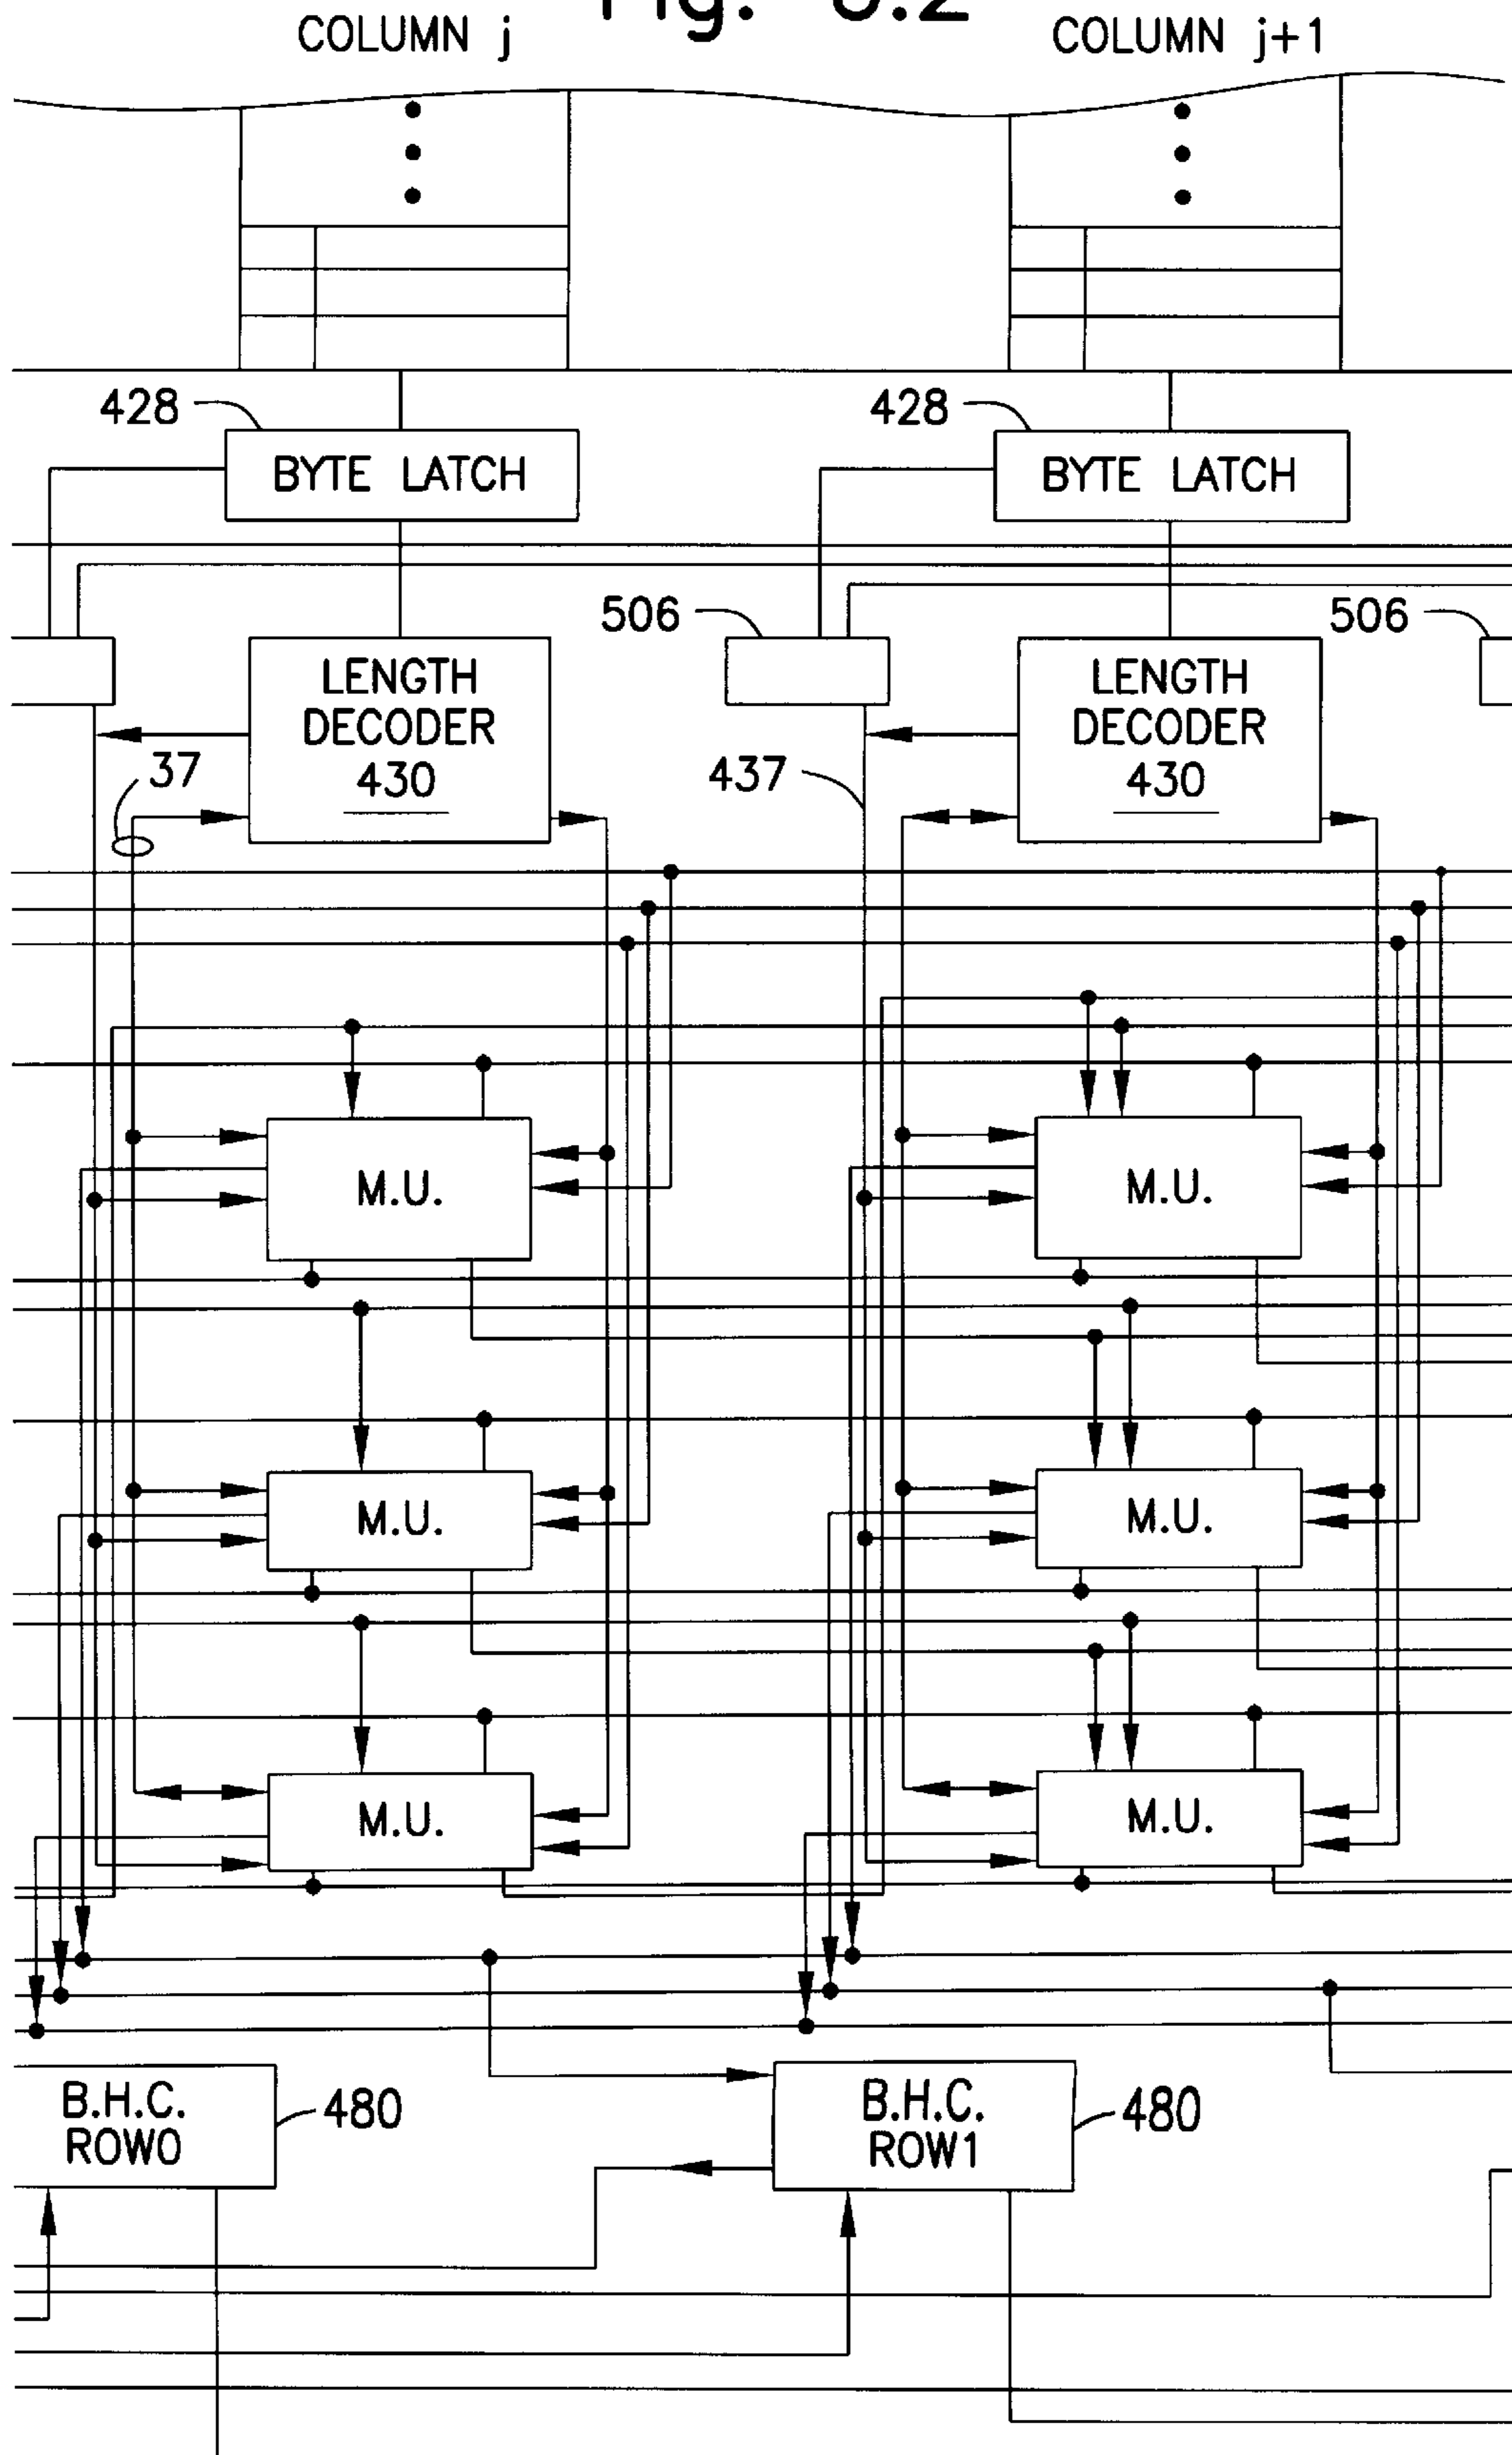 COLUMN j
COLUMN j+1
428
BYTE LATCH
428
BYTE LATCH
506
506
LENGTH
DECODER
430
LENGTH
DECODER
430
37
437
M.U.
M.U.
M.U.
M.U.
M.U.
M.U.
B.H.C.
ROW0
480
B.H.C.
ROW1
480